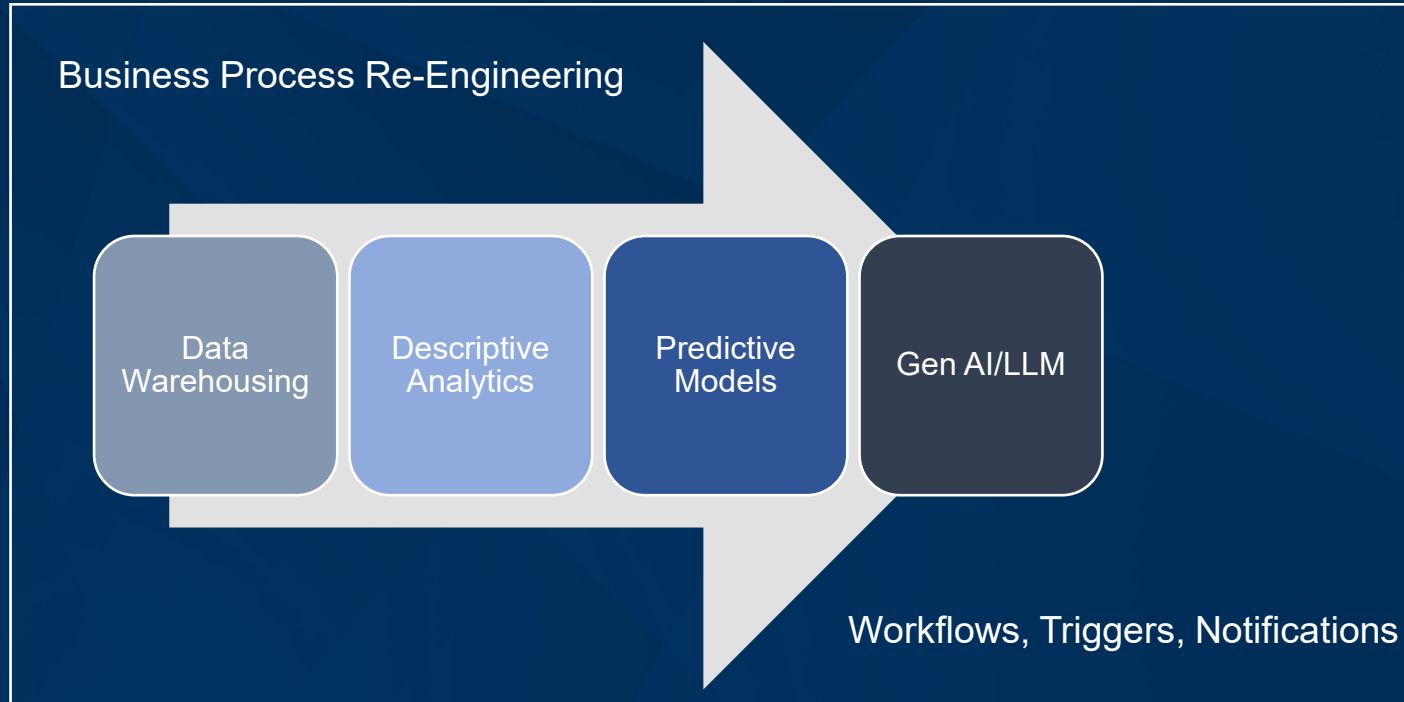 Business Process Re-Engineering
Data
Warehousing
Descriptive
Analytics
Predictive
Models
Gen AI/LLM
Workflows, Triggers, Notifications